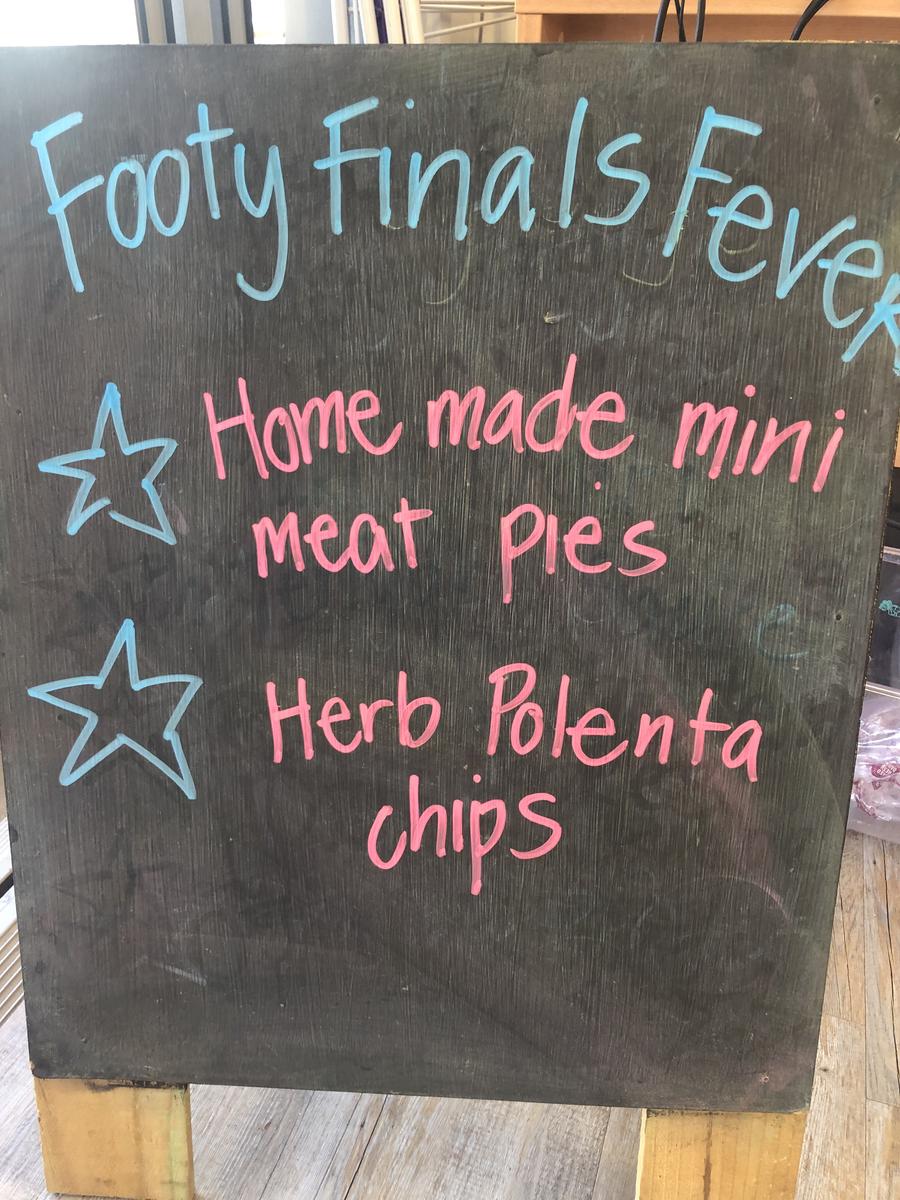 Footy Finals Fever
Home made mini
meat pies
Herb Polenta
chips